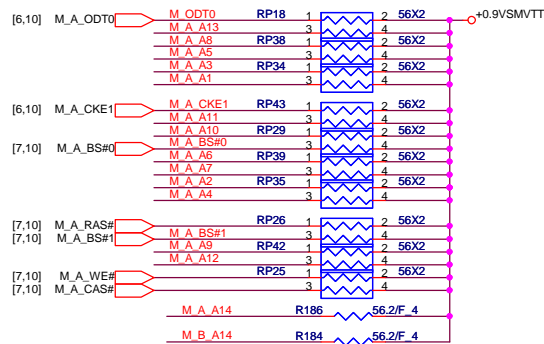 [6,10] M_A_ODT0 M_ODT0 RP18 1 2 56X2 +0.9VSMVTT
M_A_A13 3 4
M_A_A8 RP38 1 2 56X2
M_A_A5 3 4
M_A_A3 RP34 1 2 56X2
M_A_A1 3 4
[6,10] M_A_CKE1 M_A_CKE1 RP43 1 2 56X2
M_A_A11 3 4
M_A_A10 RP29 1 2 56X2
[7,10] M_A_BS#0 M_A_BS#0 3 4
M_A_A6 RP39 1 2 56X2
M_A_A7 3 4
M_A_A2 RP35 1 2 56X2
M_A_A4 3 4
[7,10] M_A_RAS# RP26 1 2 56X2
[7,10] M_A_BS#1 M_A_BS#1 3 4
M_A_A9 RP42 1 2 56X2
M_A_A12 3 4
[7,10] M_A_WE# RP25 1 2 56X2
[7,10] M_A_CAS# 3 4
M_A_A14 R186 56.2/F_4
M_B_A14 R184 56.2/F_4